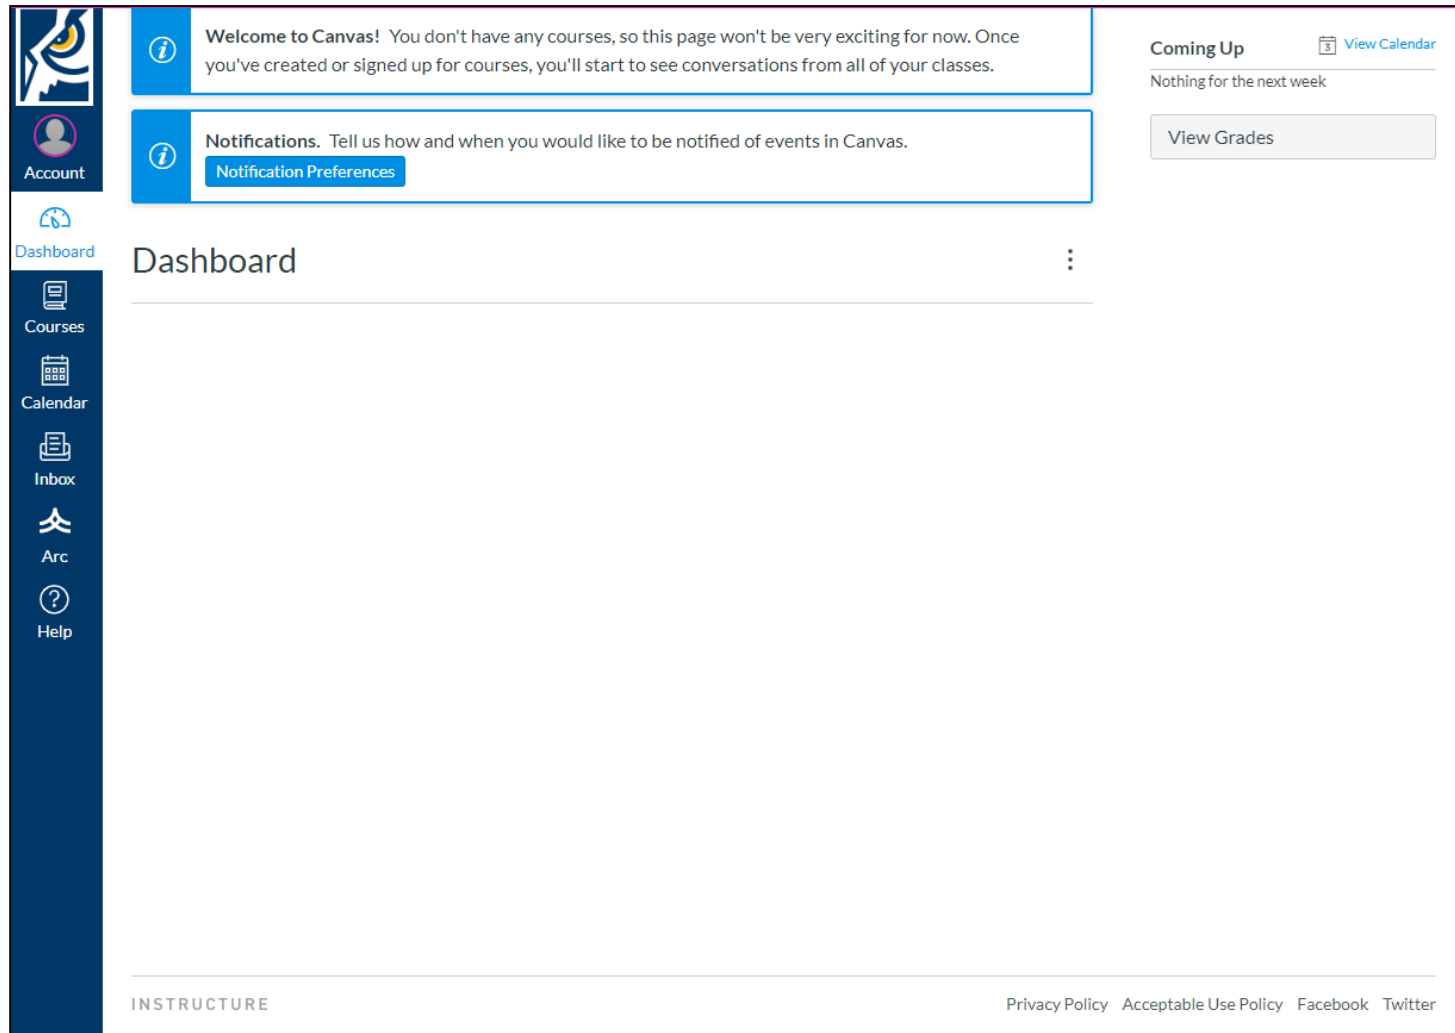 Account
Dashboard
Courses
Calendar
Inbox
Arc
Help
Welcome to Canvas! You don't have any courses, so this page won't be very exciting for now. Once
you've created or signed up for courses, you'll start to see conversations from all of your classes.
Notifications. Tell us how and when you would like to be notified of events in Canvas.
Notification Preferences
Dashboard
Coming Up
3 View Calendar
Nothing for the next week
View Grades
INSTRUCTURE
Privacy Policy Acceptable Use Policy Facebook Twitter